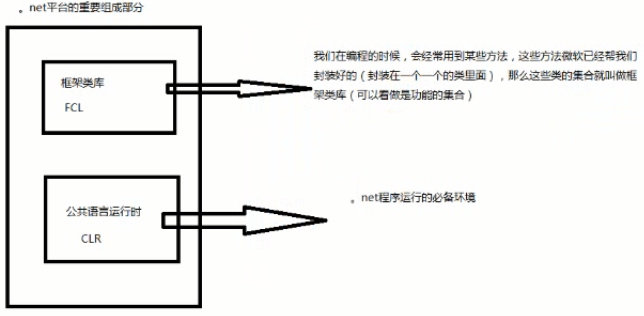 。net平台的重要组成部分
框架类库
FCL
我们在编程的时候，会经常用到某些方法，这些方法微软已经帮我们
封装好的（封装在一个一个的类里面），那么这些类的集合就叫做框
架类库（可以看做是功能的集合）
公共语言运行时
CLR
。net程序运行的必备环境